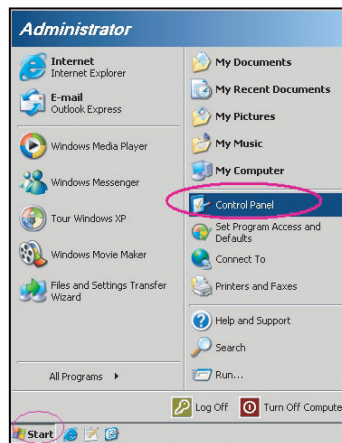 Administrator
Internet
Internet Explorer
E-mail
Outlook Express
Windows Media Player
Windows Messenger
Tour Windows XP
Windows Movie Maker
Files and Settings Transfer
Wizard
All Programs
My Documents
My Recent Documents
My Pictures
My Music
My Computer
Control Panel
Set Program Access and
Defaults
Connect To
Printers and Faxes
Help and Support
Search
Run...
Log Off
Turn Off Compute
Start